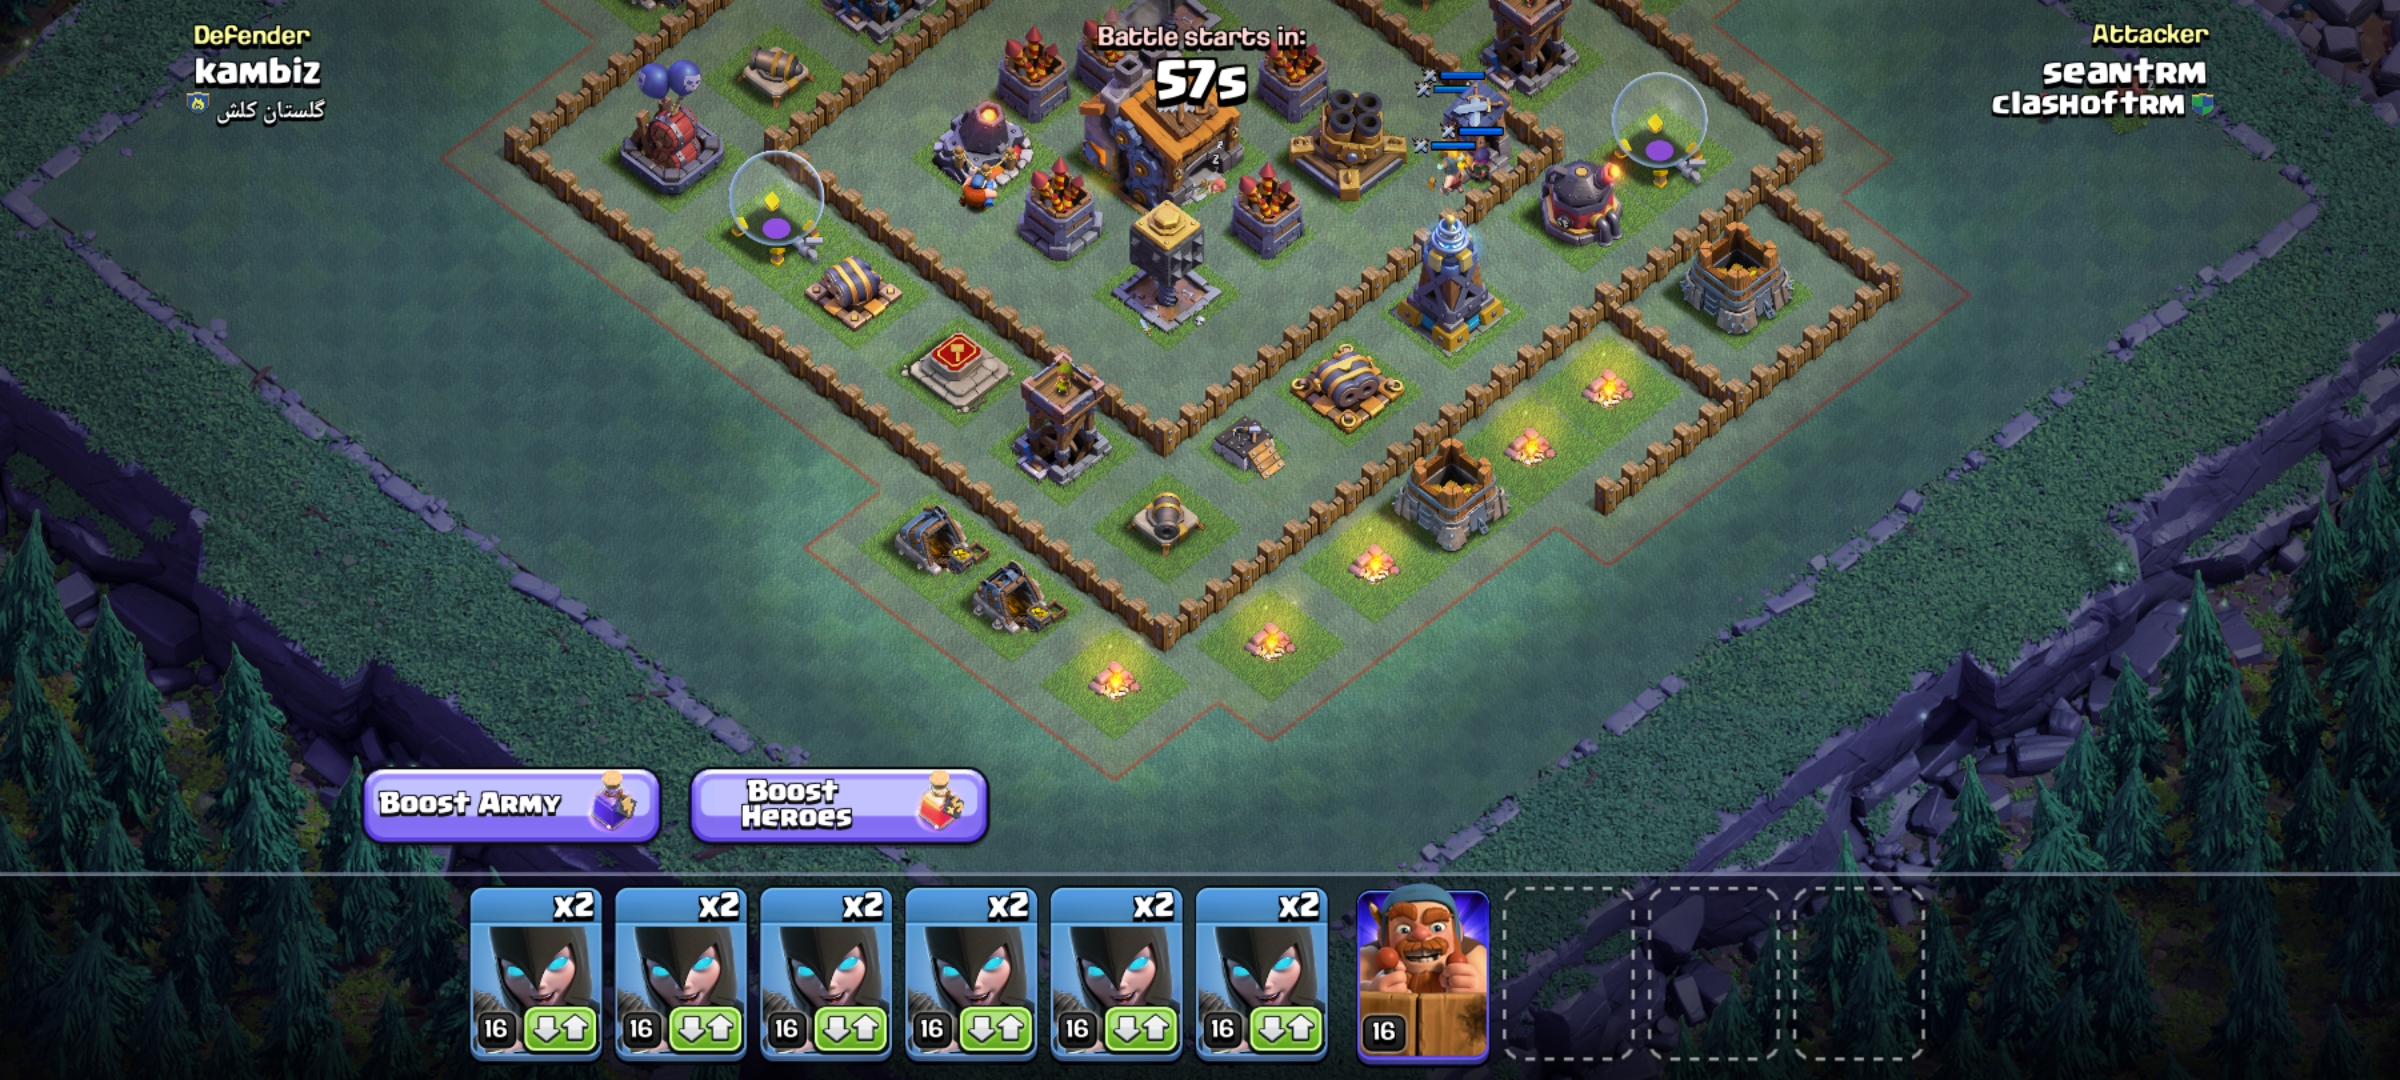 Defender
kambiz
گلستان کلش
Battle starts in:
57s
Attacker
seantRM
clashoftRM
Boost Army
Boost
Heroes
x2
x2
x2
x2
x2
x2
16
16
16
16
16
16
16